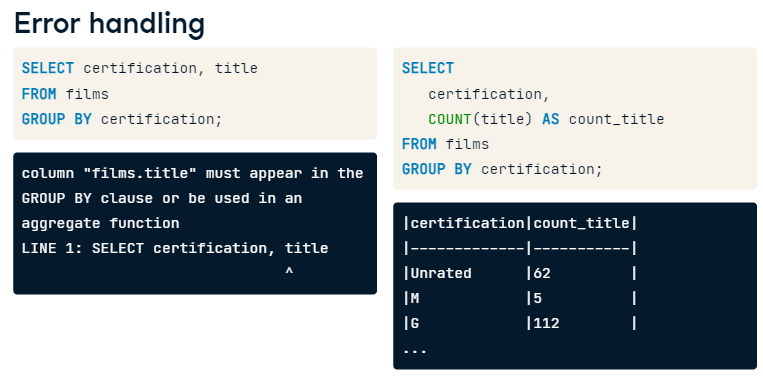 Error handling
SELECT certification, title
FROM films
GROUP BY certification;
column "films.title" must appear in the
GROUP BY clause or be used in an
aggregate function
LINE 1: SELECT certification, title
^
SELECT
certification,
COUNT(title) AS count_title
FROM films
GROUP BY certification;
|certification|count_title|
|-------------|-----------|
|Unrated      |62         |
|M            |5          |
|G            |112        |
...